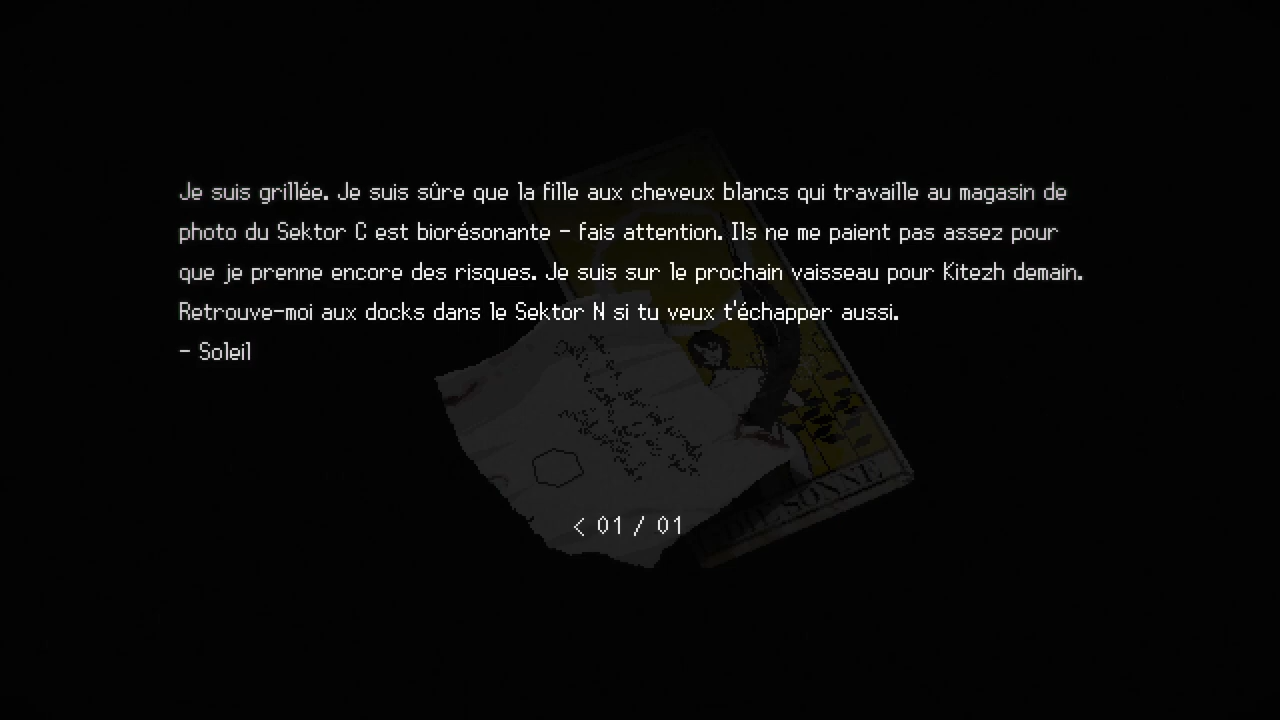 Je suis grillée. Je suis sûre que la fille aux cheveux blancs qui travaille au magasin de
photo du Sektor C est biorésonante - fais attention. Ils ne me paient pas assez pour
que je prenne encore des risques. Je suis sur le prochain vaisseau pour Kitezh demain.
Retrouve-moi aux docks dans le Sektor N si tu veux t'échapper aussi.
- Soleil
SONNE
< 01 / 01